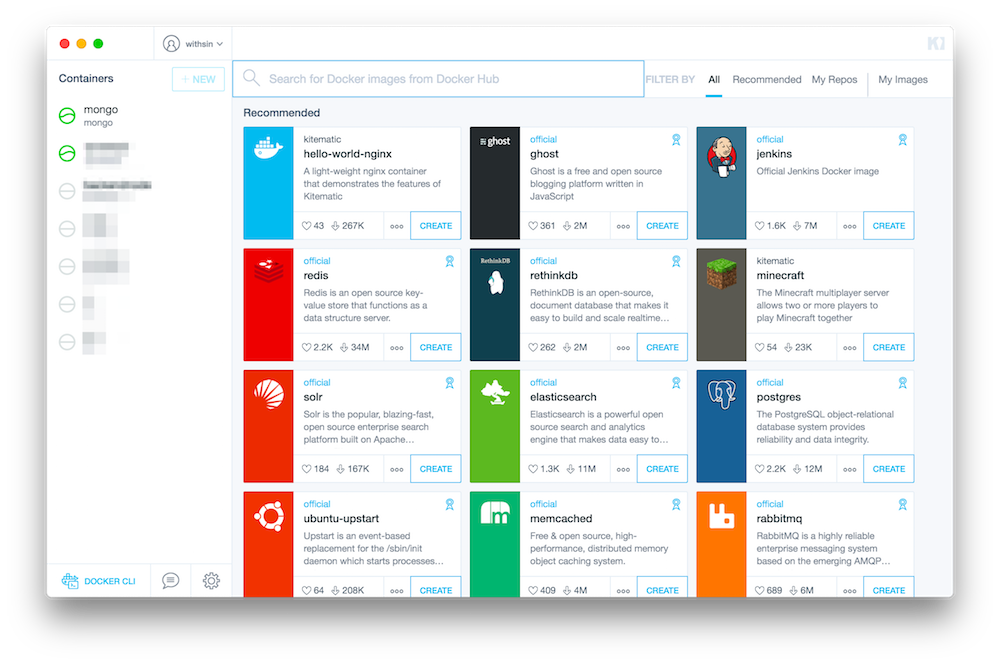 withsin
Containers
+ NEW
mongo
mongo
DOCKER CLI
Search for Docker images from Docker Hub
FILTER BY
All
Recommended
My Repos
My Images
Recommended
kitematic
hello-world-nginx
A light-weight nginx container
that demonstrates the features of
Kitematic
43
267K
CREATE
ghost
official
ghost
Ghost is a free and open source
blogging platform written in
JavaScript
361
2M
CREATE
official
jenkins
Official Jenkins Docker image
1.6K
7M
CREATE
official
redis
Redis is an open source key-
value store that functions as a
data structure server.
2.2K
34M
CREATE
RethinkDB
official
rethinkdb
RethinkDB is an open-source,
document database that makes it
easy to build and scale realtime...
262
2M
CREATE
kitematic
minecraft
The Minecraft multiplayer server
allows two or more players to
play Minecraft together
54
23K
CREATE
official
solr
Solr is the popular, blazing-fast,
open source enterprise search
platform built on Apache...
184
167K
CREATE
official
elasticsearch
Elasticsearch is a powerful open
source search and analytics
engine that makes data easy to...
1.3K
11M
CREATE
official
postgres
The PostgreSQL object-relational
database system provides
reliability and data integrity.
2.2K
12M
CREATE
official
ubuntu-upstart
Upstart is an event-based
replacement for the /sbin/init
daemon which starts processes...
64
208K
CREATE
m
official
memcached
Free & open source, high-
performance, distributed memory
object caching system.
409
4M
CREATE
official
rabbitmq
RabbitMQ is a highly reliable
enterprise messaging system
based on the emerging AMQP...
689
6M
CREATE